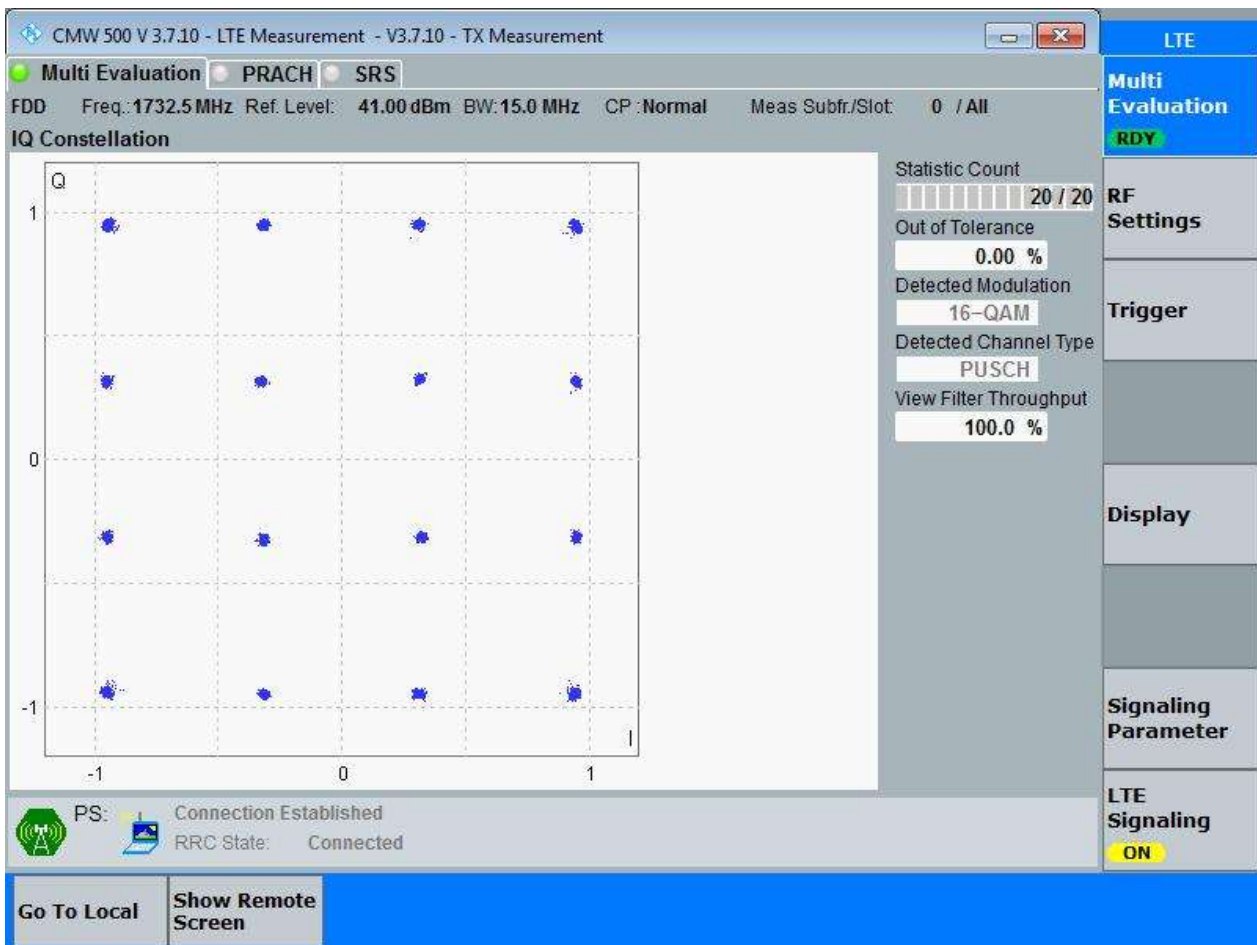 CMW 500 V 3.7.10 - LTE Measurement - V3.7.10 - TX Measurement
LTE
Multi Evaluation PRACH SRS
FDD Freq.:1732.5 MHz Ref. Level: 41.00 dBm BW:15.0 MHz CP :Normal Meas Subfr./Slot: 0 / All
IQ Constellation
Q
1
0
-1
I
-1 0 1
Statistic Count
20 / 20
Out of Tolerance
0.00 %
Detected Modulation
16-QAM
Detected Channel Type
PUSCH
View Filter Throughput
100.0 %
Multi
Evaluation
RDY
RF
Settings
Trigger
Display
Signaling
Parameter
LTE
Signaling
ON
PS: Connection Established
RRC State: Connected
Go To Local
Show Remote
Screen